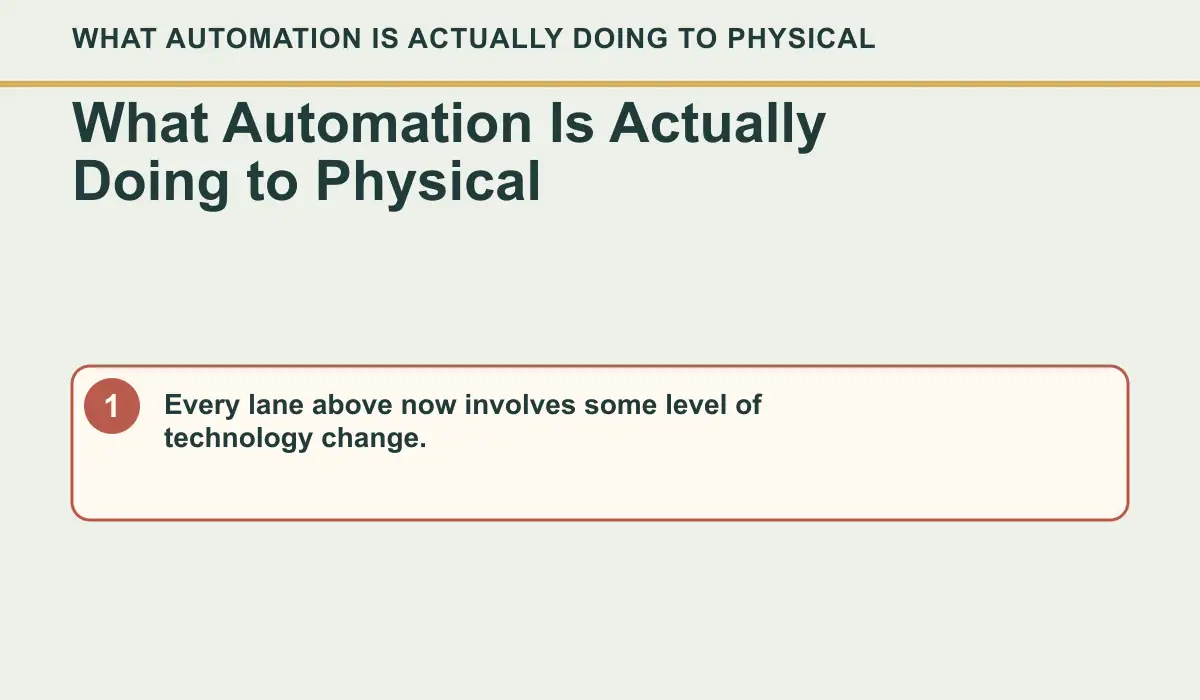 WHAT AUTOMATION IS ACTUALLY DOING TO PHYSICAL
What Automation Is Actually
Doing to Physical
1
Every lane above now involves some level of
technology change.